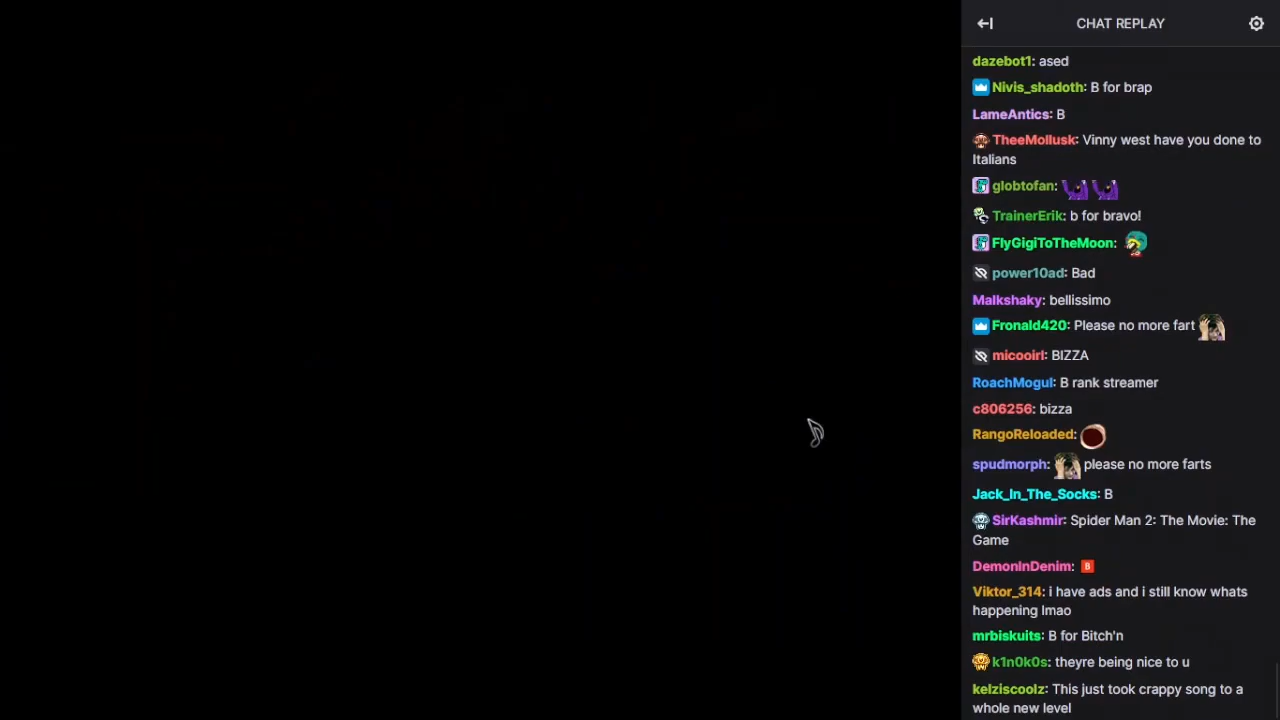 CHAT REPLAY
dazebot1: ased
Nivis_shadoth: B for brap
LameAntics: B
TheeMollusk: Vinny west have you done to
Italians
globtofan:
TrainerErik: b for bravo!
FlyGigiToTheMoon:
power10ad: Bad
Malkshaky: bellissimo
Fronald420: Please no more fart
micooirl: BIZZA
RoachMogul: B rank streamer
c806256: bizza
RangoReloaded:
spudmorph: please no more farts
Jack_In_The_Socks: B
SirKashmir: Spider Man 2: The Movie: The
Game
DemonInDenim: B
Viktor_314: i have ads and i still know whats
happening lmao
mrbiskuits: B for Bitch'n
k1n0k0s: theyre being nice to u
kelziscoolz: This just took crappy song to a
whole new level